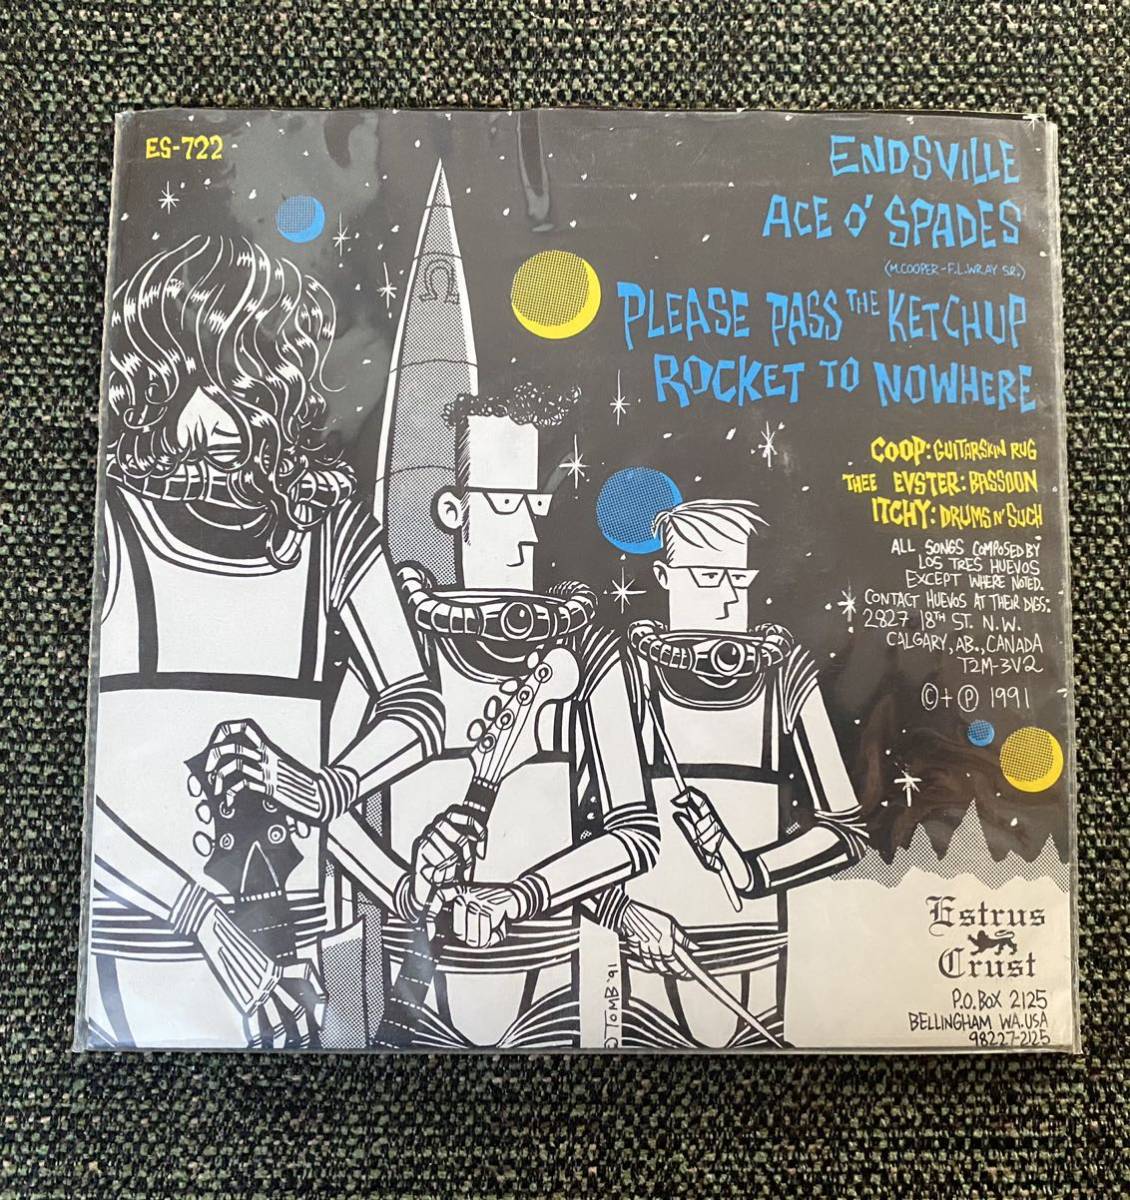 ES-722
ENDSVILLE
ACE O' SPADES
(M.COOPER-F.L.WRAY SR.)
PLEASE PASS THE KETCHUP
ROCKET TO NOWHERE
COOP: GUITARSKIN RUG
THEE EVSTER: BASSOON
ITCHY: DRUMS N' SUCH
ALL SONGS COMPOSED BY
LOS TRES HUEVOS
EXCEPT WHERE NOTED.
CONTACT HUEVOS AT THEIR DIGS:
2827 18TH ST. N.W.
CALGARY, AB., CANADA
T2M-3V2
©+℗ 1991
Ω
Estrus
Crust
P.O. BOX 2125
BELLINGHAM WA. USA
98227-2125
© TOMB '91